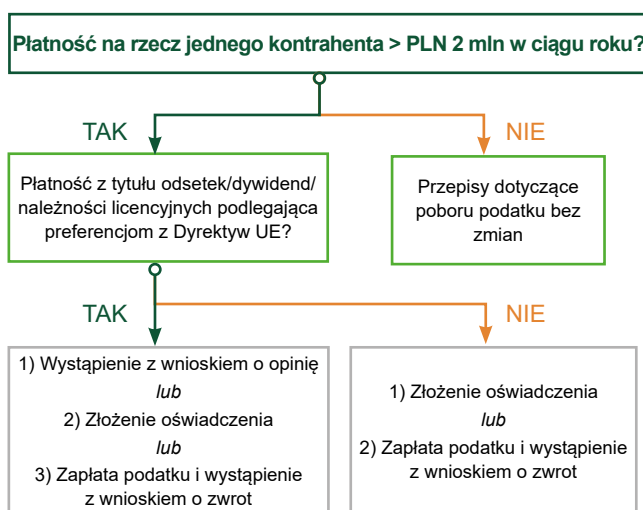 Płatność na rzecz jednego kontrahenta > PLN 2 mln w ciągu roku?
TAK
NIE
Płatność z tytułu odsetek/dywidend/
należności licencyjnych podlegająca
preferencjom z Dyrektyw UE?
Przepisy dotyczące
poboru podatku bez
zmian
TAK
NIE
1) Wystąpienie z wnioskiem o opinię
lub
2) Złożenie oświadczenia
lub
3) Zapłata podatku i wystąpienie
z wnioskiem o zwrot
1) Złożenie oświadczenia
lub
2) Zapłata podatku i wystąpienie
z wnioskiem o zwrot